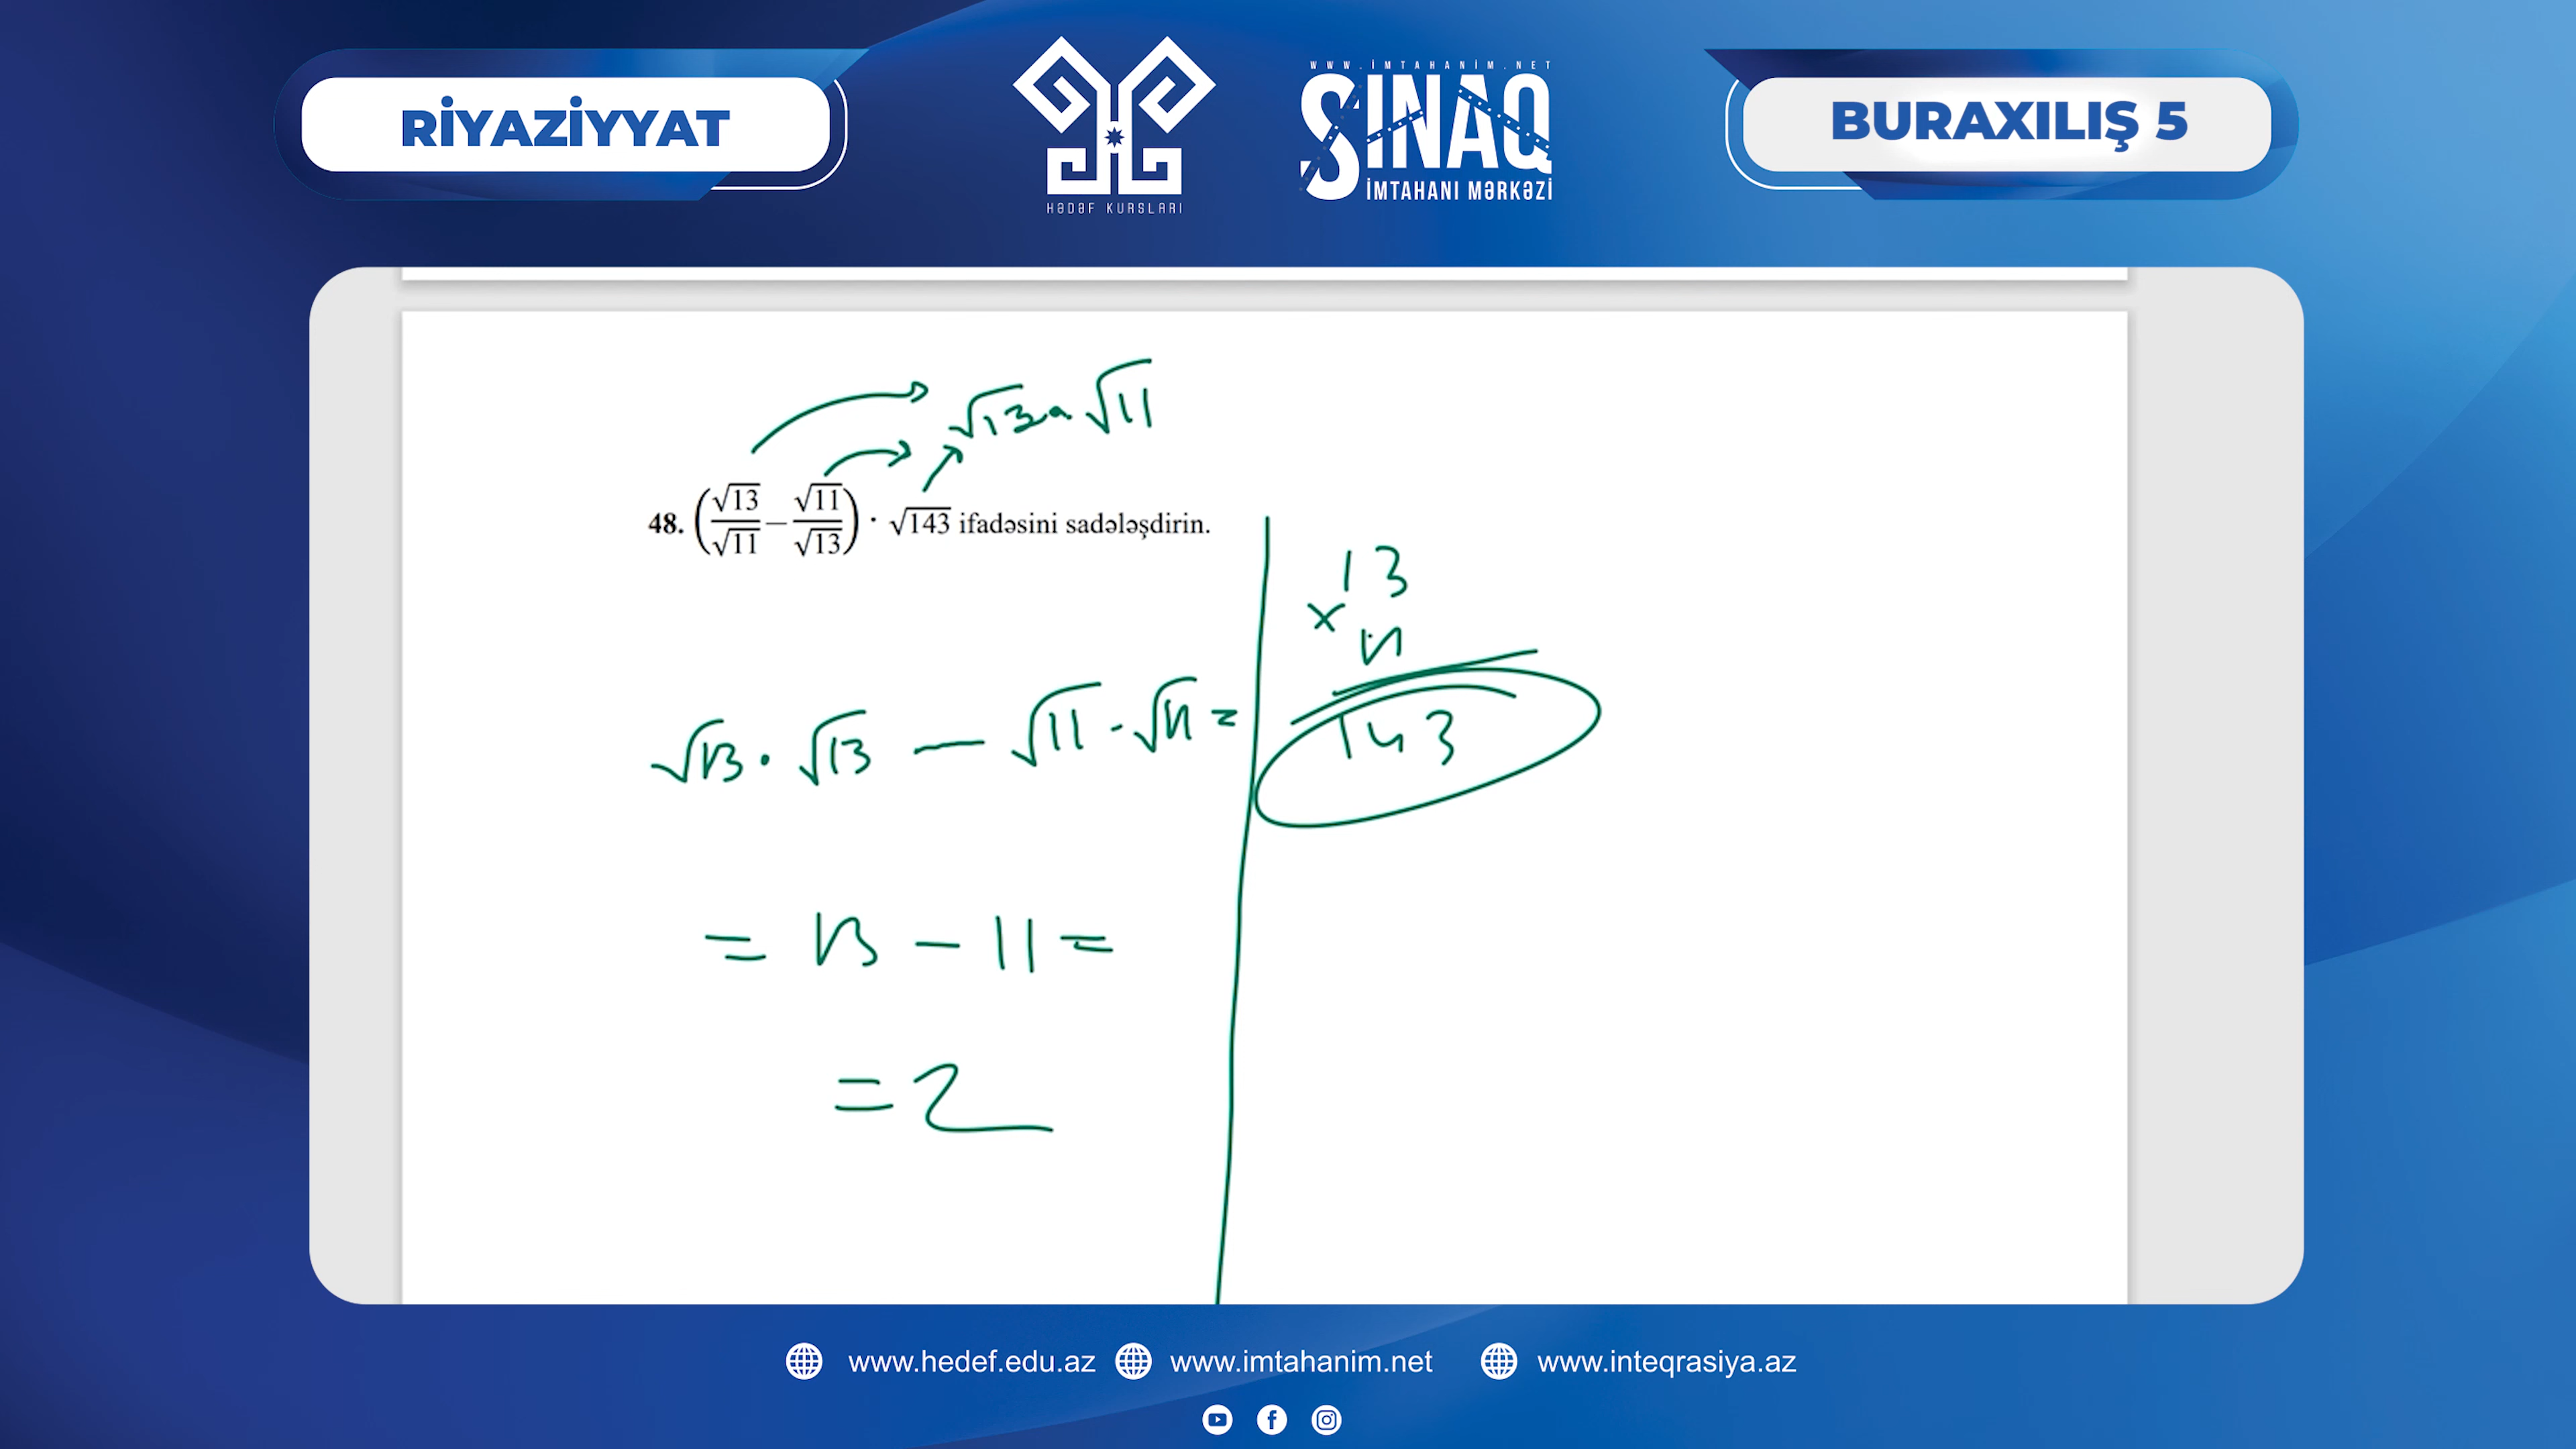 RİYAZİYYAT
HƏDƏF KURSLARI
WWW.İMTAHANİM.NET
SINAQ
İMTAHANI MƏRKƏZİ
BURAXILIŞ 5
√13 · √11
48. (√13/√11 − √11/√13) · √143 ifadəsini sadələşdirin.
√13 · √13 − √11 · √11 =
= 13 − 11 =
= 2
13
× 11
143
www.hedef.edu.az www.imtahanim.net www.inteqrasiya.az